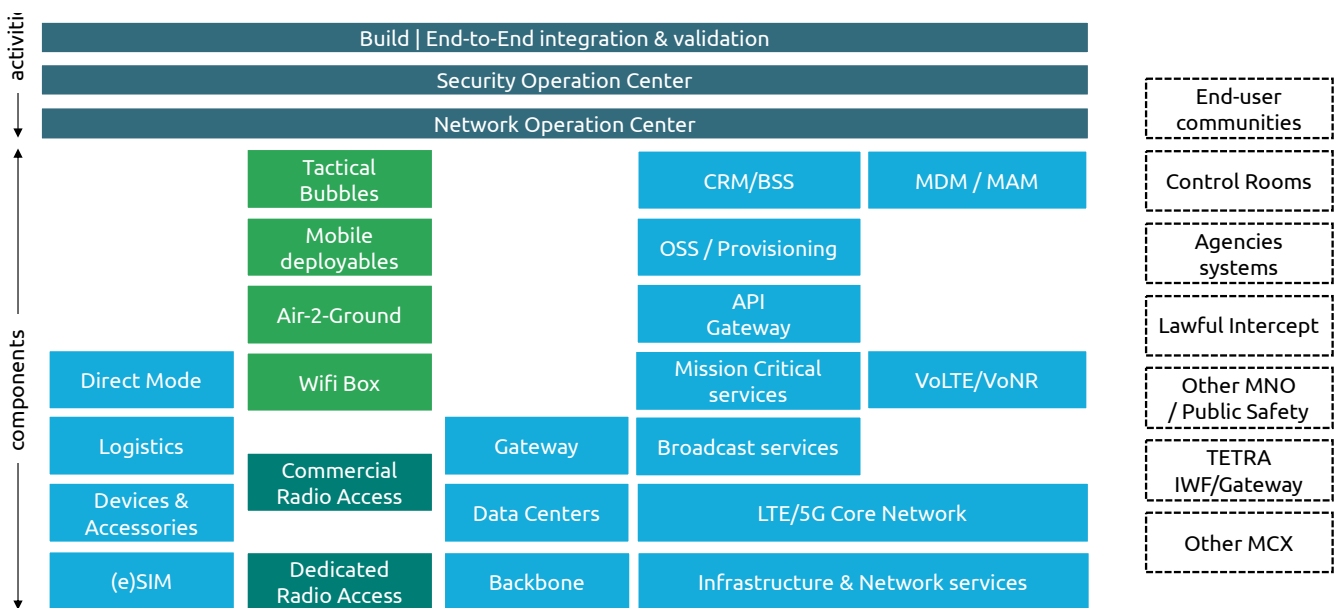 Build | End-to-End integration & validation
Security Operation Center
Network Operation Center
components
Direct Mode
Logistics
Devices &
Accessories
(e)SIM
Tactical
Bubbles
Mobile
deployables
Air-2-Ground
Wifi Box
Commercial
Radio Access
Dedicated
Radio Access
Gateway
Data Centers
Backbone
CRM/BSS
MDM / MAM
OSS / Provisioning
API
Gateway
Mission Critical
services
VoLTE/VoNR
Broadcast services
LTE/5G Core Network
Infrastructure & Network services
End-user
communities
Control Rooms
Agencies
systems
Lawful Intercept
Other MNO
/ Public Safety
TETRA
IWF/Gateway
Other MCX